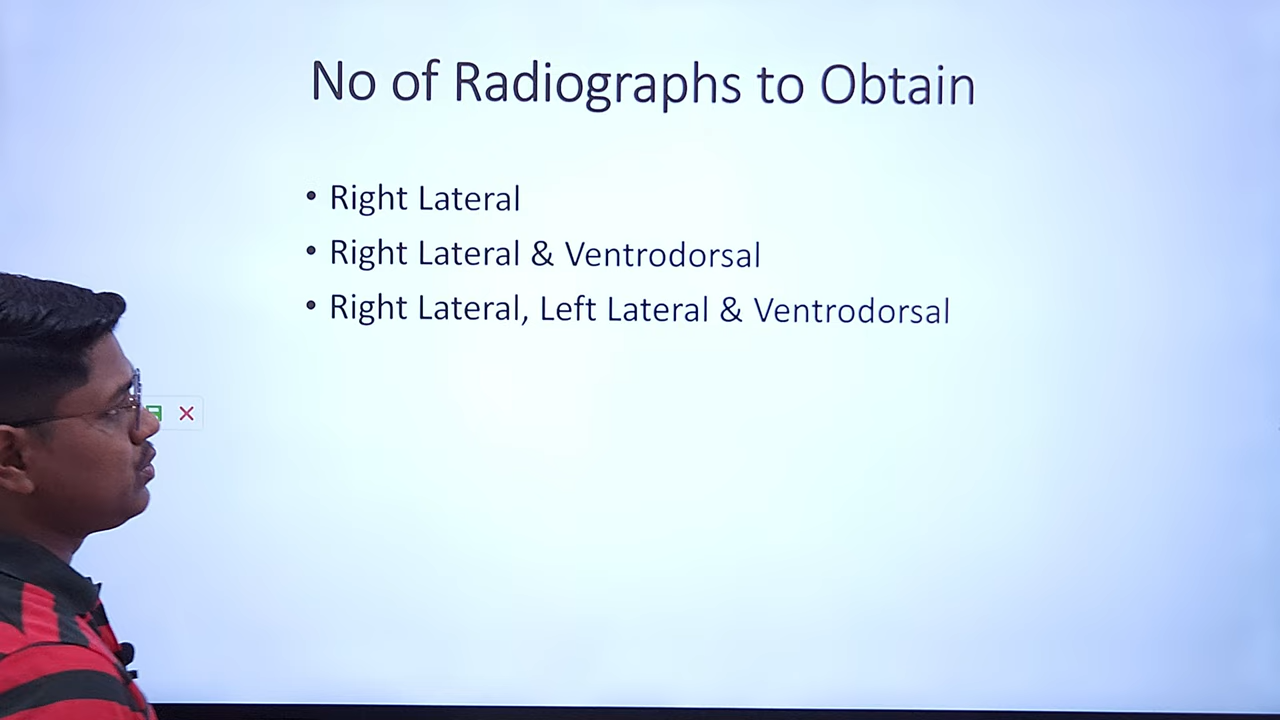 No of Radiographs to Obtain
• Right Lateral
• Right Lateral & Ventrodorsal
• Right Lateral, Left Lateral & Ventrodorsal